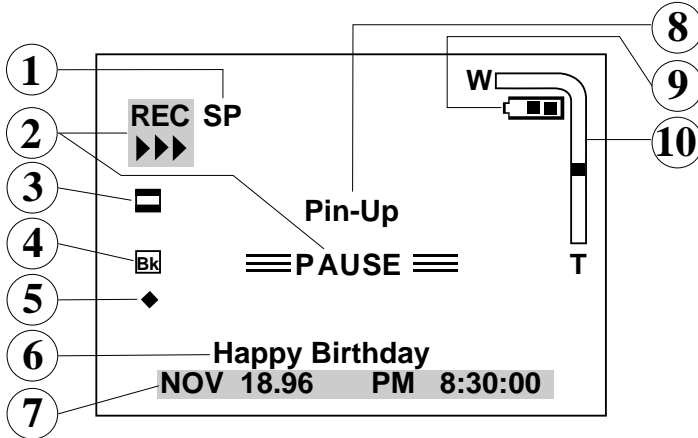 8
1
9
W
REC SP
2
10
3
Pin-Up
4
Bk
PAUSE
T
5
6
Happy Birthday
NOV 18.96 PM 8:30:00
7